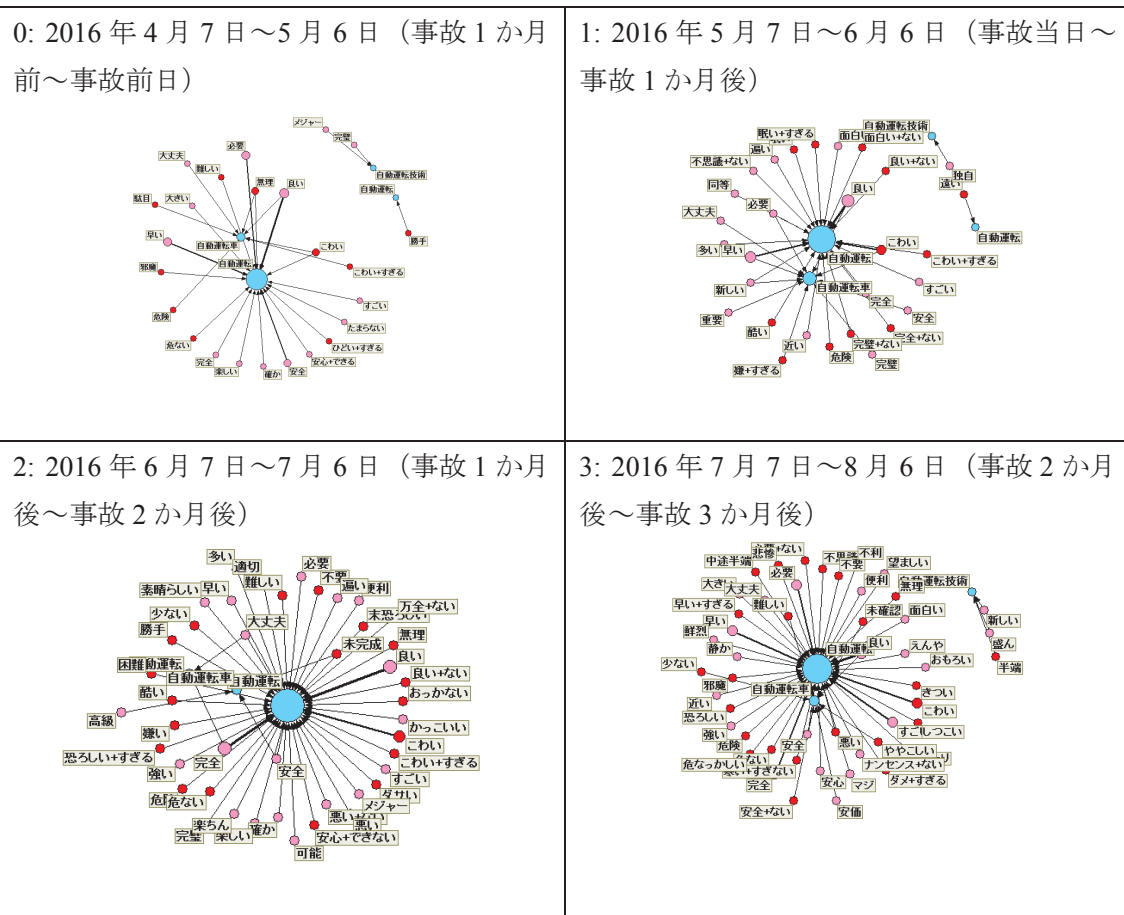 0: 2016 年 4 月 7 日～5 月 6 日（事故 1 か月
前～事故前日）
メジャー
完璧
自動運転技術
自動運転
勝手
必要
大丈夫
難しい
無理
良い
駄目
大きい
早い
自動運転車
こわい
自動運転
こわい+すぎる
邪魔
すごい
危険
たまらない
危ない
ひどい+すぎる
完全
楽しい
確か
安全
安心+できる
1: 2016 年 5 月 7 日～6 月 6 日（事故当日～
事故 1 か月後）
自動運転技術
眠い+すぎる
面白い
面白い+ない
遅い
良い+ない
不思議+ない
独自
遠い
同等
良い
必要
大丈夫
自動運転
こわい
多い
早い
自動運転
こわい+すぎる
自動運転車
新しい
すごい
完全
重要
安全
酷い
近い
完璧+ない
完全+ない
危険
完璧
嫌+すぎる
2: 2016 年 6 月 7 日～7 月 6 日（事故 1 か月
後～事故 2 か月後）
多い
適切
必要
不要
素晴らしい
早い
難しい
遅い
便利
万全+ない
少ない
末恐ろしい
大丈夫
勝手
未完成
無理
良い
困難
自動運転車
自動運転
良い+ない
酷い
おっかない
高級
かっこいい
嫌い
こわい
恐ろしい+すぎる
完全
こわい+すぎる
強い
安全
すごい
危ない
ダサい
メジャー
楽ちん
完璧
楽しい
確か
悪い
安心+できない
可能
3: 2016 年 7 月 7 日～8 月 6 日（事故 2 か月
後～事故 3 か月後）
悲惨
中途半端
不要
不利
望ましい
必要
便利
自動運転技術
無理
大丈夫
早い+すぎる
難しい
未確認
面白い
新しい
早い
鮮烈
自動運転
良い
えんや
盛ん
静か
おもろい
半端
少ない
邪魔
自動運転車
きつい
近い
こわい
恐ろしい
しつこい
強い
悪い
危険
安全
ややこしい
危なっかしい
ナンセンス+ない
完全
安心
マジ
ダメ+すぎる
安全+ない
安価